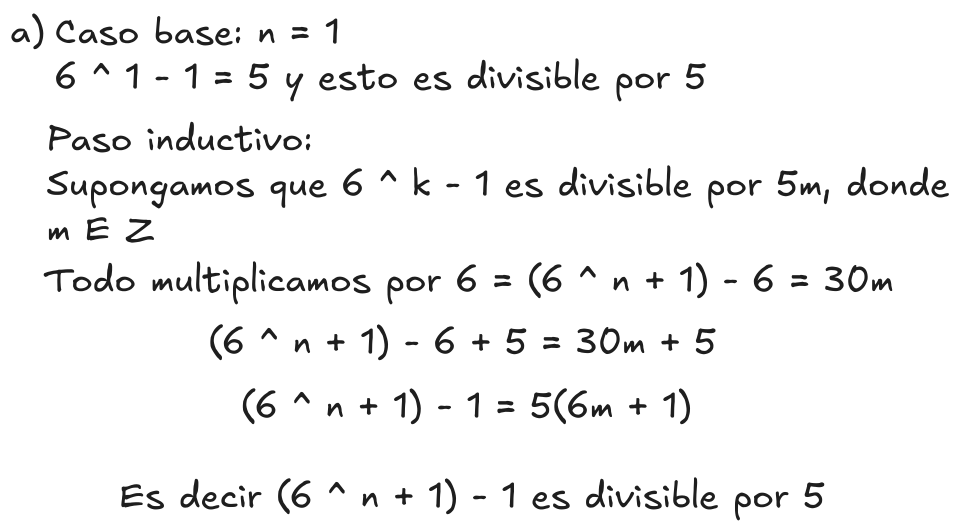 a) Caso base: n = 1
6 ^ 1 - 1 = 5 y esto es divisible por 5
Paso inductivo:
Supongamos que 6 ^ k - 1 es divisible por 5m, donde
m E Z
Todo multiplicamos por 6 = (6 ^ n + 1) - 6 = 30m
(6 ^ n + 1) - 6 + 5 = 30m + 5
(6 ^ n + 1) - 1 = 5(6m + 1)
Es decir (6 ^ n + 1) - 1 es divisible por 5